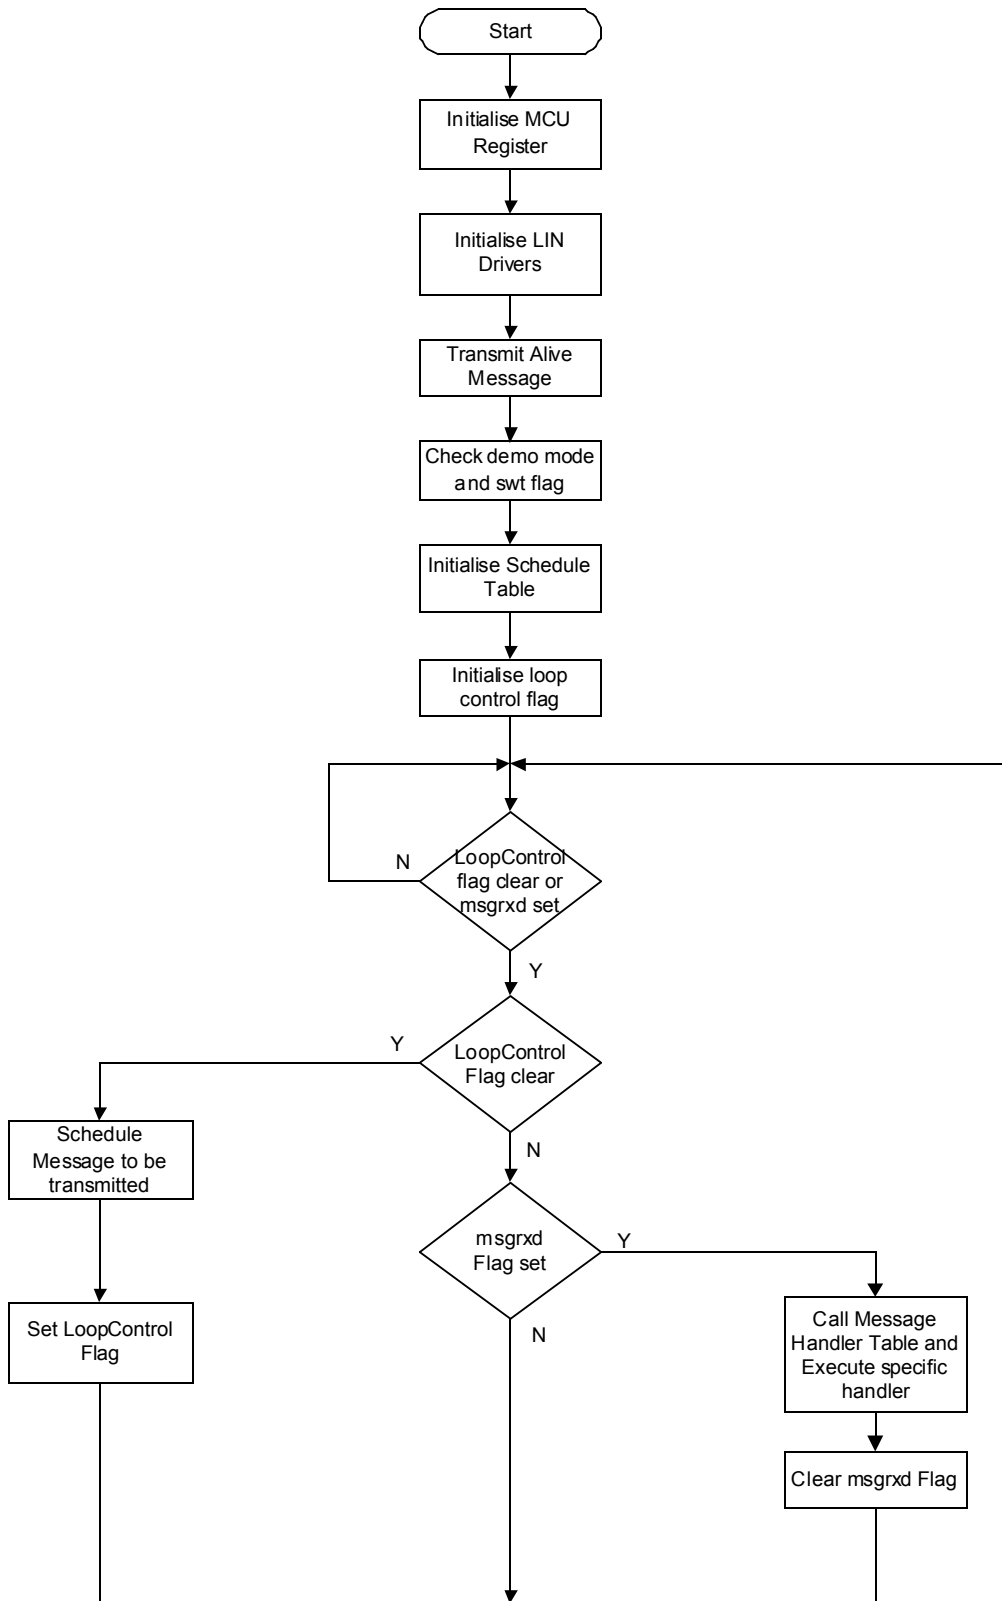 Start
Initialise MCU
Register
Initialise LIN
Drivers
Transmit Alive
Message
Check demo mode
and swt flag
Initialise Schedule
Table
Initialise loop
control flag
N
LoopControl
flag clear or
msgrxd set
Y
Y
LoopControl
Flag clear
Schedule
Message to be
transmitted
N
msgrxd
Flag set
Y
Set LoopControl
Flag
N
Call Message
Handler Table and
Execute specific
handler
Clear msgrxd Flag